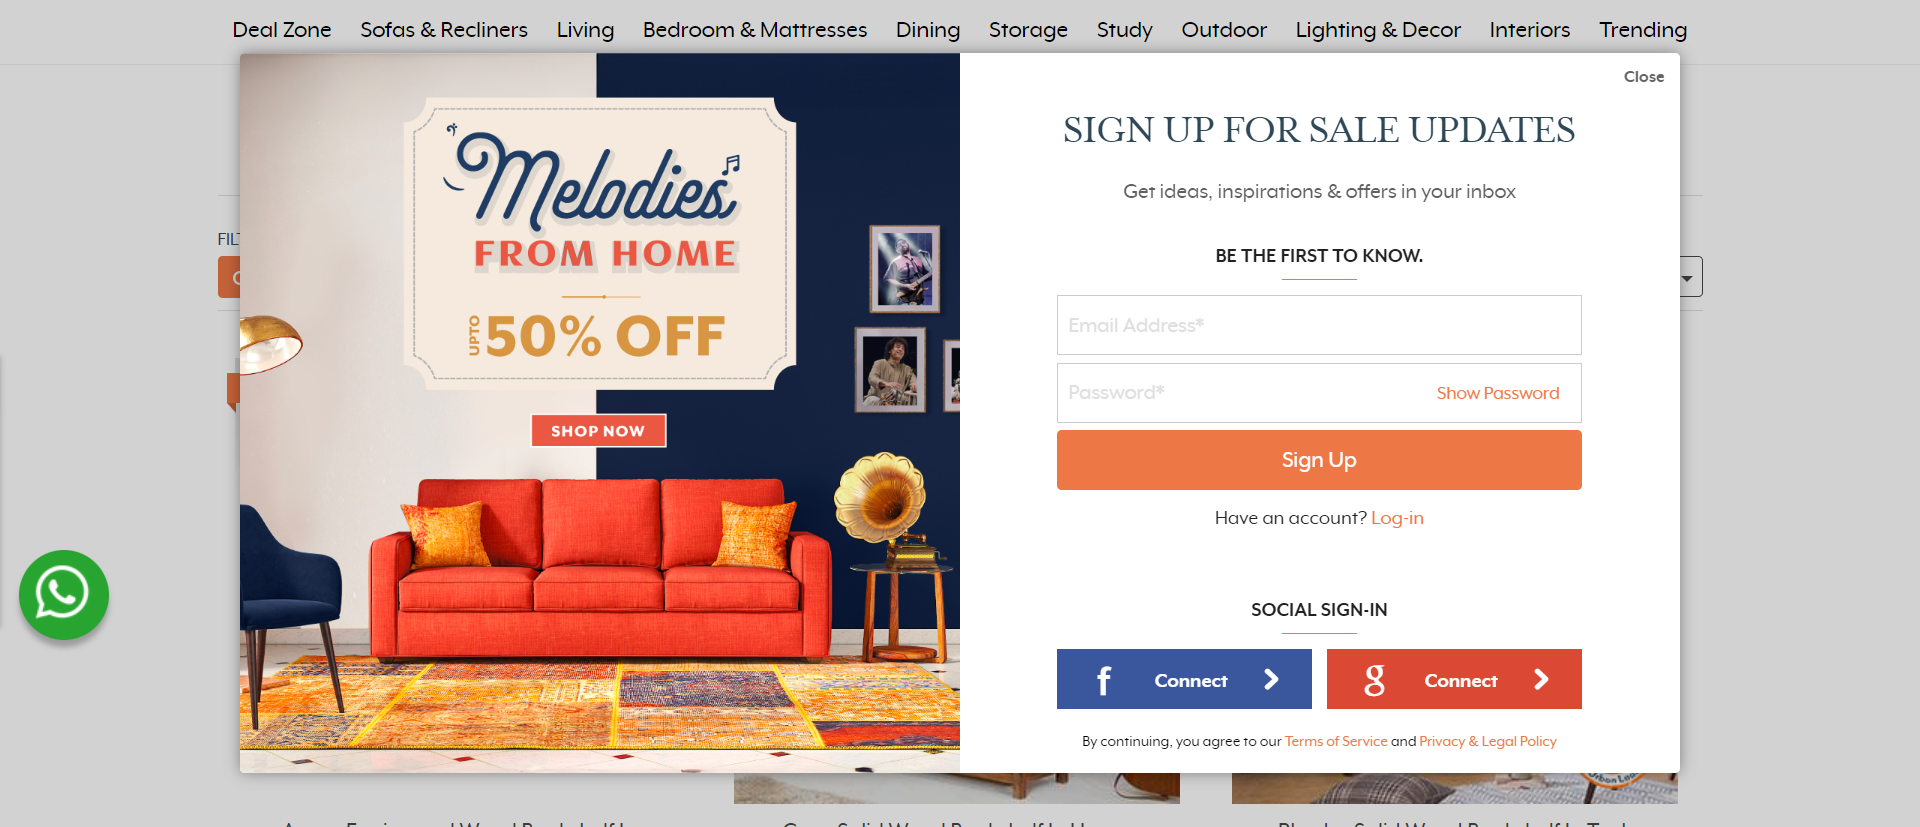 Deal Zone Sofas & Recliners Living Bedroom & Mattresses Dining Storage Study Outdoor Lighting & Decor Interiors Trending
Close
Melodies
FROM HOME
UPTO 50% OFF
SHOP NOW
SIGN UP FOR SALE UPDATES
Get ideas, inspirations & offers in your inbox
BE THE FIRST TO KNOW.
Email Address*
Password* Show Password
Sign Up
Have an account? Log-in
SOCIAL SIGN-IN
f Connect g Connect
By continuing, you agree to our Terms of Service and Privacy & Legal Policy